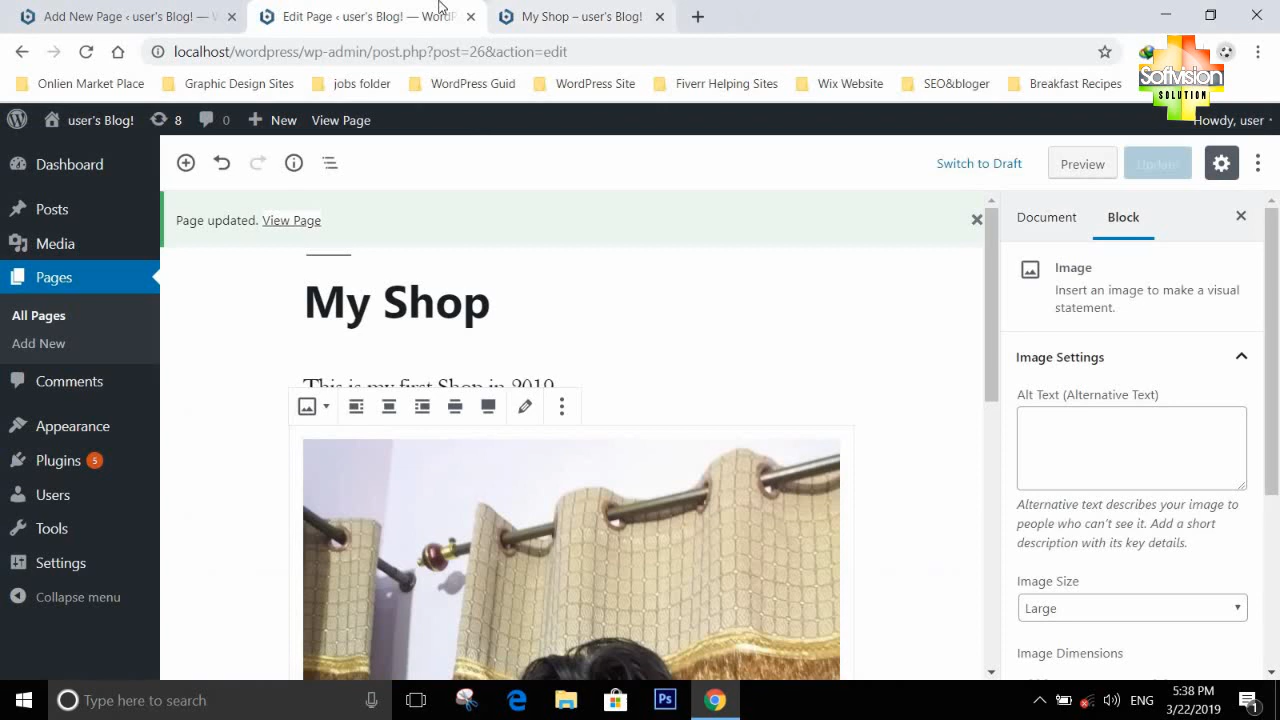 Add New Page ‹ user's Blog! —
Edit Page ‹ user's Blog! — WordP
My Shop – user's Blog!
localhost/wordpress/wp-admin/post.php?post=26&action=edit
Onlien Market Place
Graphic Design Sites
jobs folder
WordPress Guid
WordPress Site
Fiverr Helping Sites
Wix Website
SEO&bloger
Breakfast Recipes
Softvision
SOLUTION
user's Blog!
8
0
New
View Page
Howdy, user
Dashboard
Posts
Media
Pages
All Pages
Add New
Comments
Appearance
Plugins 5
Users
Tools
Settings
Collapse menu
Switch to Draft
Preview
Update
Page updated. View Page
My Shop
This is my first Shop in 2019
Document
Block
Image
Insert an image to make a visual
statement.
Image Settings
Alt Text (Alternative Text)
Alternative text describes your image to
people who can't see it. Add a short
description with its key details.
Image Size
Large
Image Dimensions
Type here to search
Ps
ENG
5:38 PM
3/22/2019
1